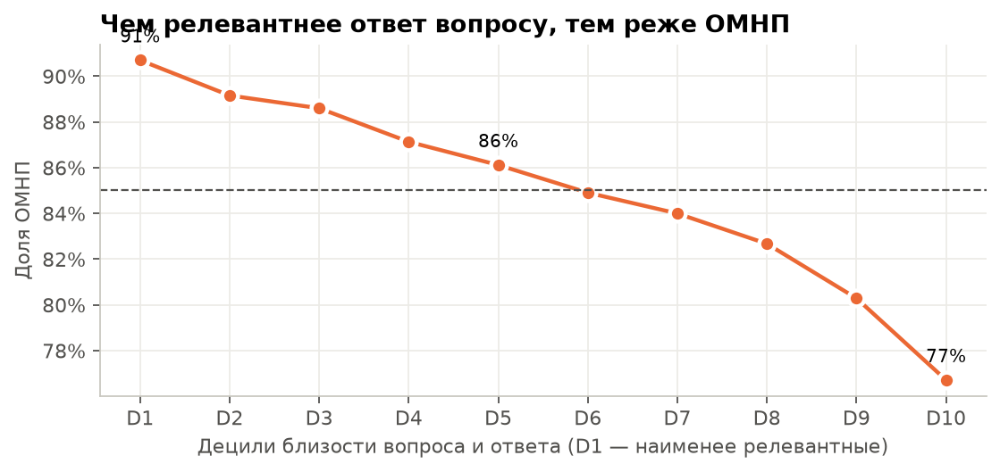 Чем релевантнее ответ вопросу, тем реже ОМНП
91%
90%
88%
86%
86%
84%
82%
80%
78%
77%
Доля ОМНП
D1 D2 D3 D4 D5 D6 D7 D8 D9 D10
Децили близости вопроса и ответа (D1 — наименее релевантные)